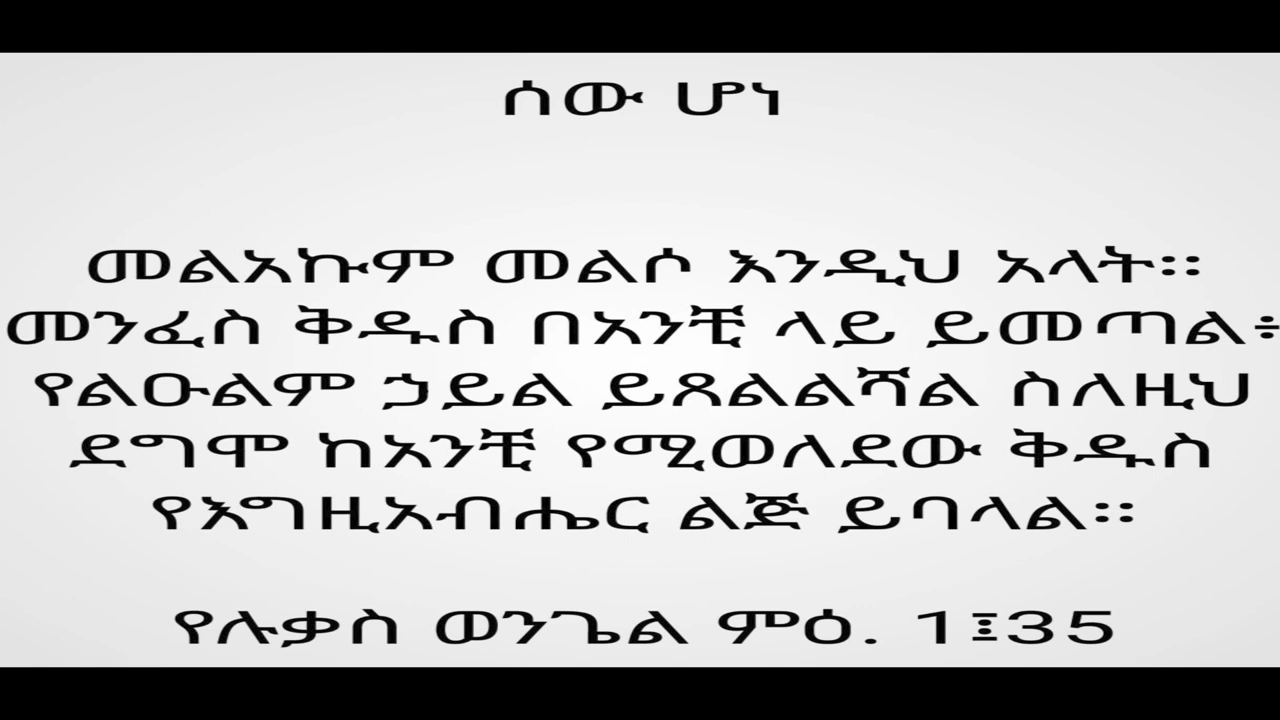 ሰው ሆነ
መልአኩም መልሶ እንዲህ አላት።
መንፈስ ቅዱስ በአንቺ ላይ ይመጣል፥
የልዑልም ኃይል ይጸልልሻል ስለዚህ
ደግሞ ከአንቺ የሚወለደው ቅዱስ
የእግዚአብሔር ልጅ ይባላል።
የሉቃስ ወንጌል ምዕ. 1፤35